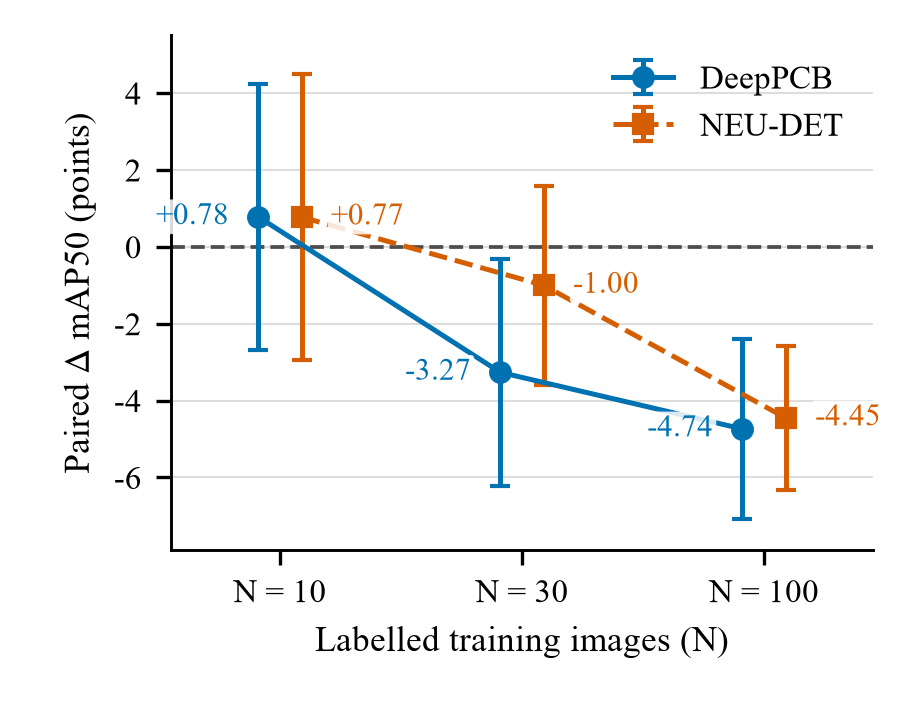 DeepPCB
NEU-DET
Paired Δ mAP50 (points)
4
2
0
-2
-4
-6
+0.78
+0.77
-1.00
-3.27
-4.74
-4.45
N = 10
N = 30
N = 100
Labelled training images (N)